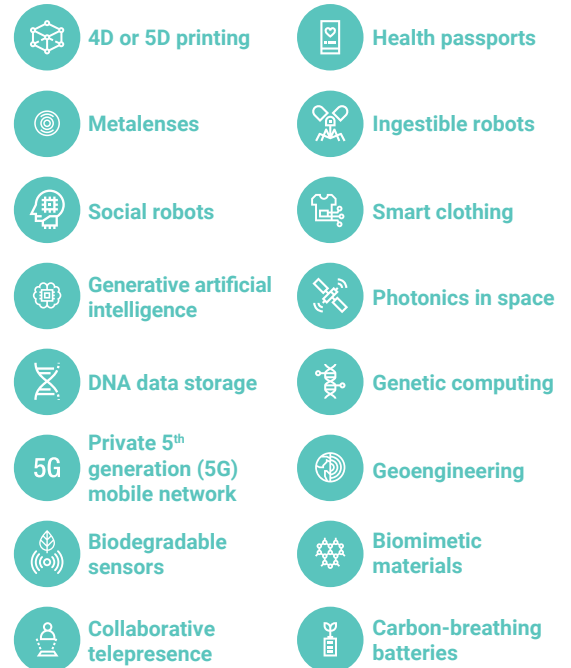 4D or 5D printing
Health passports
Metalenses
Ingestible robots
Social robots
Smart clothing
Generative artificial
intelligence
Photonics in space
DNA data storage
Genetic computing
5G
Private 5th
generation (5G)
mobile network
Geoengineering
Biodegradable
sensors
Biomimetic
materials
Collaborative
telepresence
Carbon-breathing
batteries